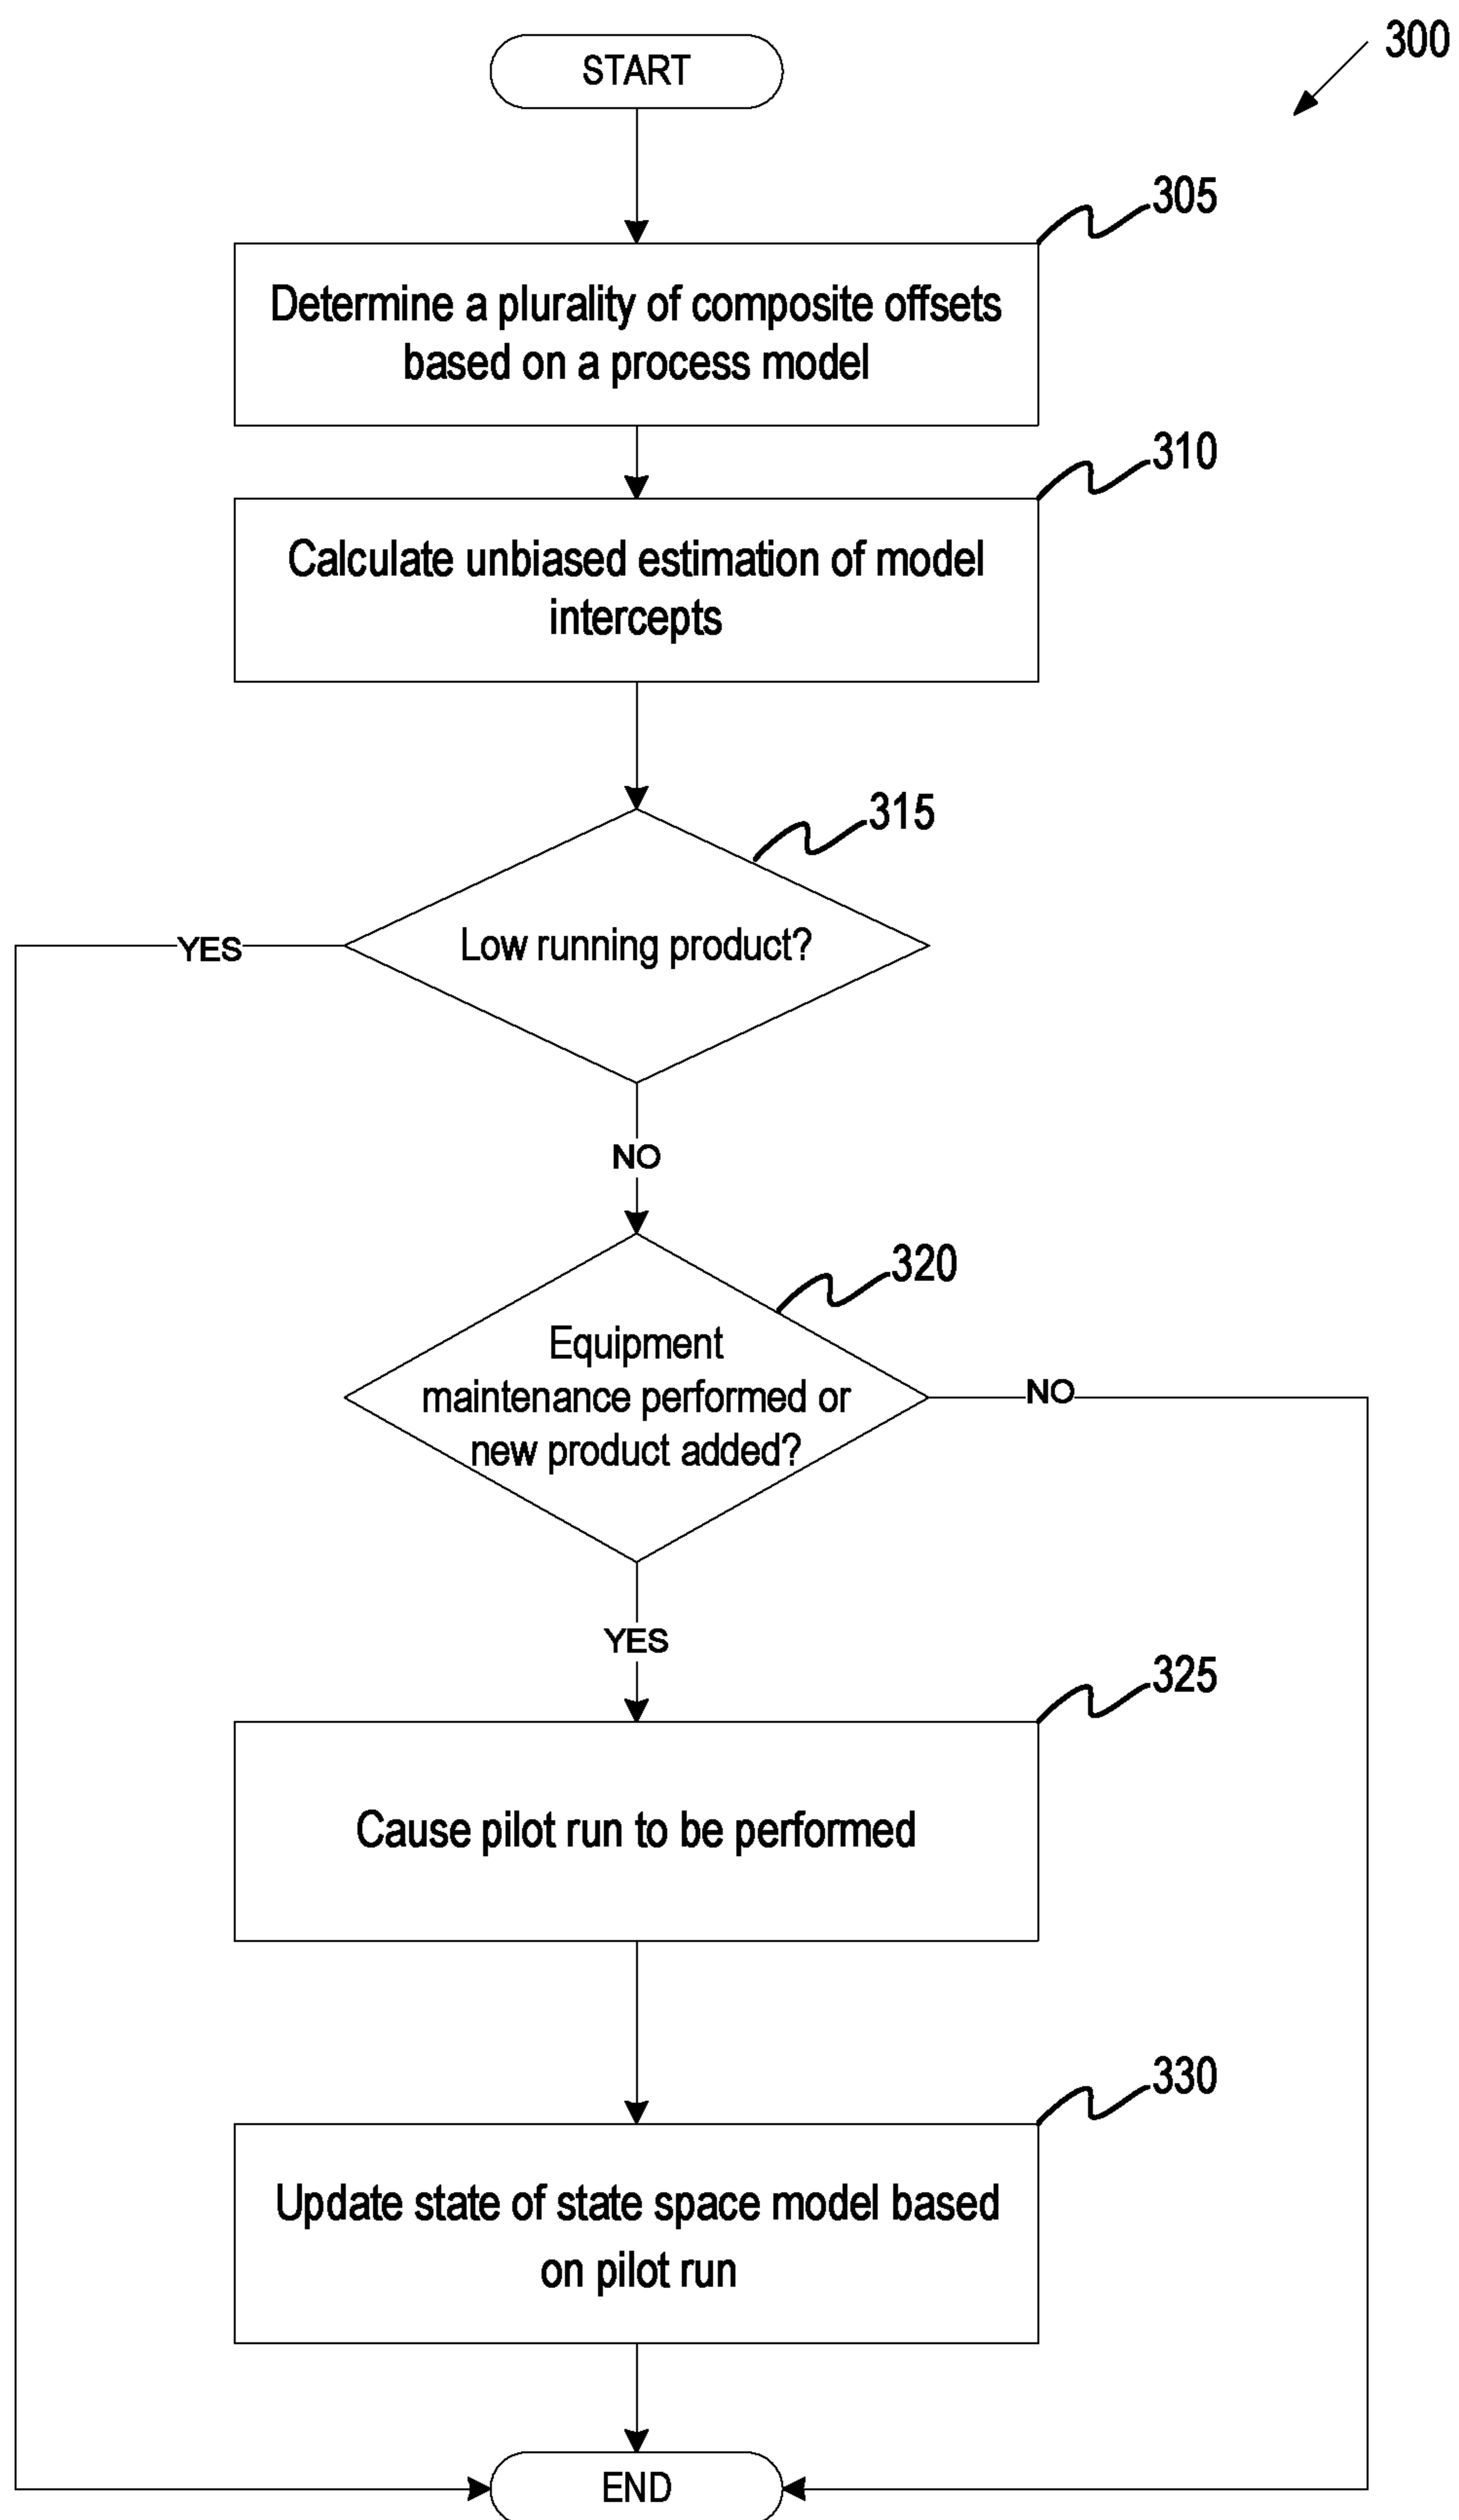 300
START
305
Determine a plurality of composite offsets
based on a process model
310
Calculate unbiased estimation of model
intercepts
315
Low running product?
YES
NO
320
Equipment
maintenance performed or
new product added?
NO
YES
325
Cause pilot run to be performed
330
Update state of state space model based
on pilot run
END